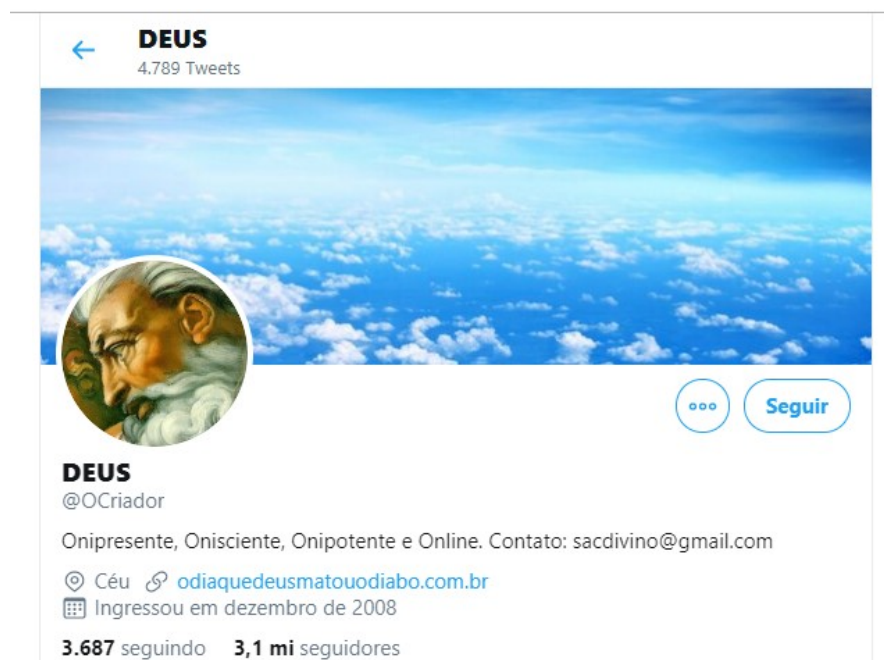 DEUS
4.789 Tweets
Seguir
DEUS
@OCriador
Onipresente, Onisciente, Onipotente e Online. Contato: sacdivino@gmail.com
Céu odiaquedeusmatouodiabo.com.br
Ingressou em dezembro de 2008
3.687 seguindo 3,1 mi seguidores